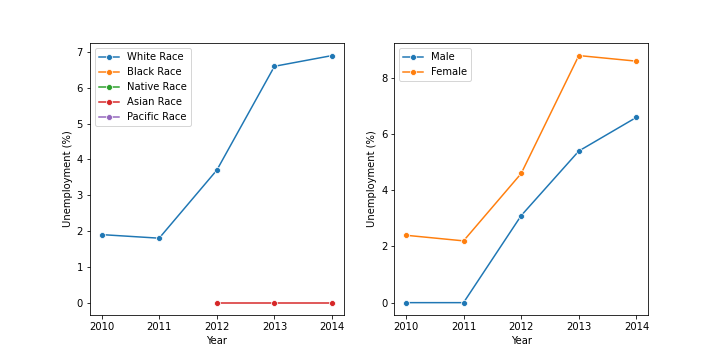 White Race
Black Race
Native Race
Asian Race
Pacific Race
7
6
5
4
3
2
1
0
Unemployment (%)
2010 2011 2012 2013 2014
Year
Male
Female
8
6
4
2
0
Unemployment (%)
2010 2011 2012 2013 2014
Year